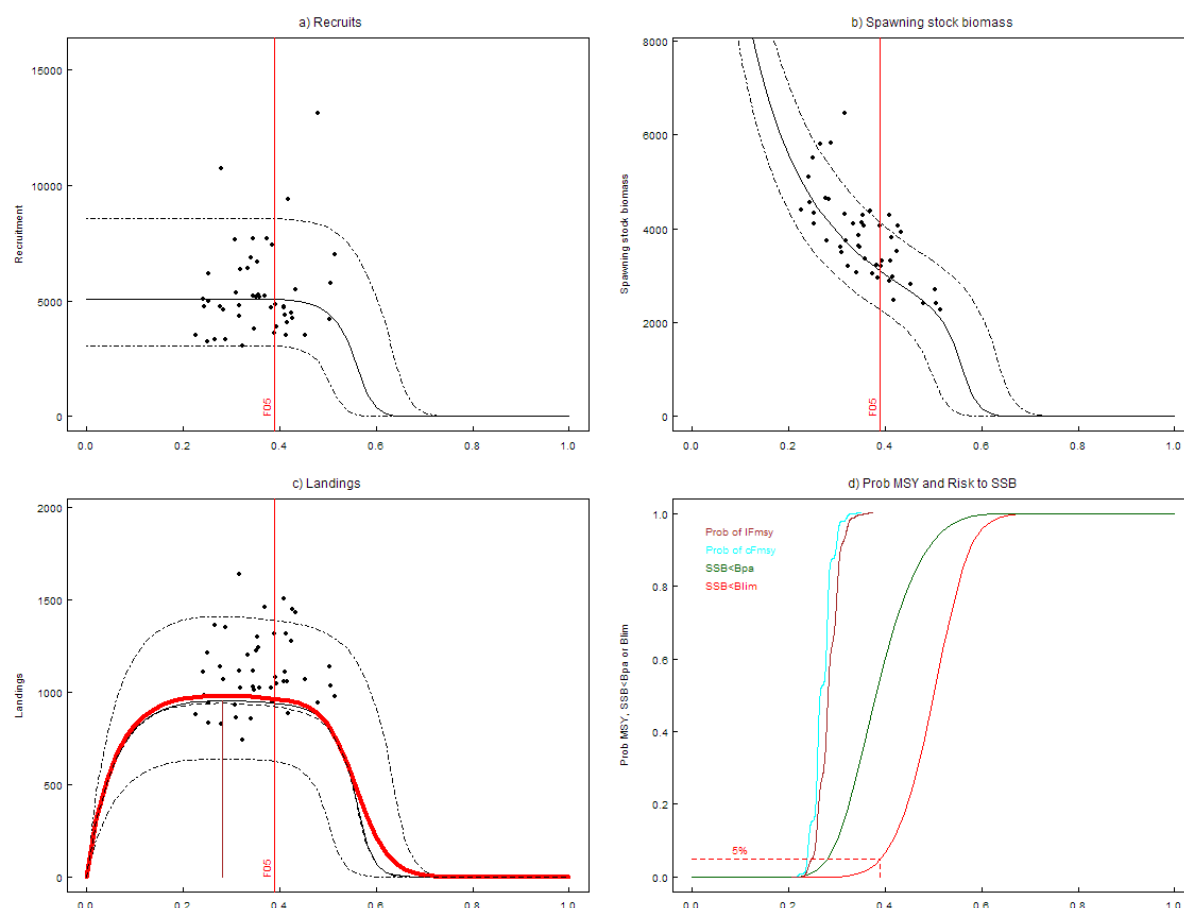 a) Recruits
Recruitment
15000
10000
5000
0
F05
0.0 0.2 0.4 0.6 0.8 1.0
b) Spawning stock biomass
Spawning stock biomass
8000
6000
4000
2000
0
F05
0.0 0.2 0.4 0.6 0.8 1.0
c) Landings
Landings
2000
1500
1000
500
0
F05
0.0 0.2 0.4 0.6 0.8 1.0
d) Prob MSY and Risk to SSB
Prob MSY, SSB<Bpa or Blim
1.0
0.8
0.6
0.4
0.2
0.0
Prob of lFmsy
Prob of cFmsy
SSB<Bpa
SSB<Blim
5%
0.0 0.2 0.4 0.6 0.8 1.0